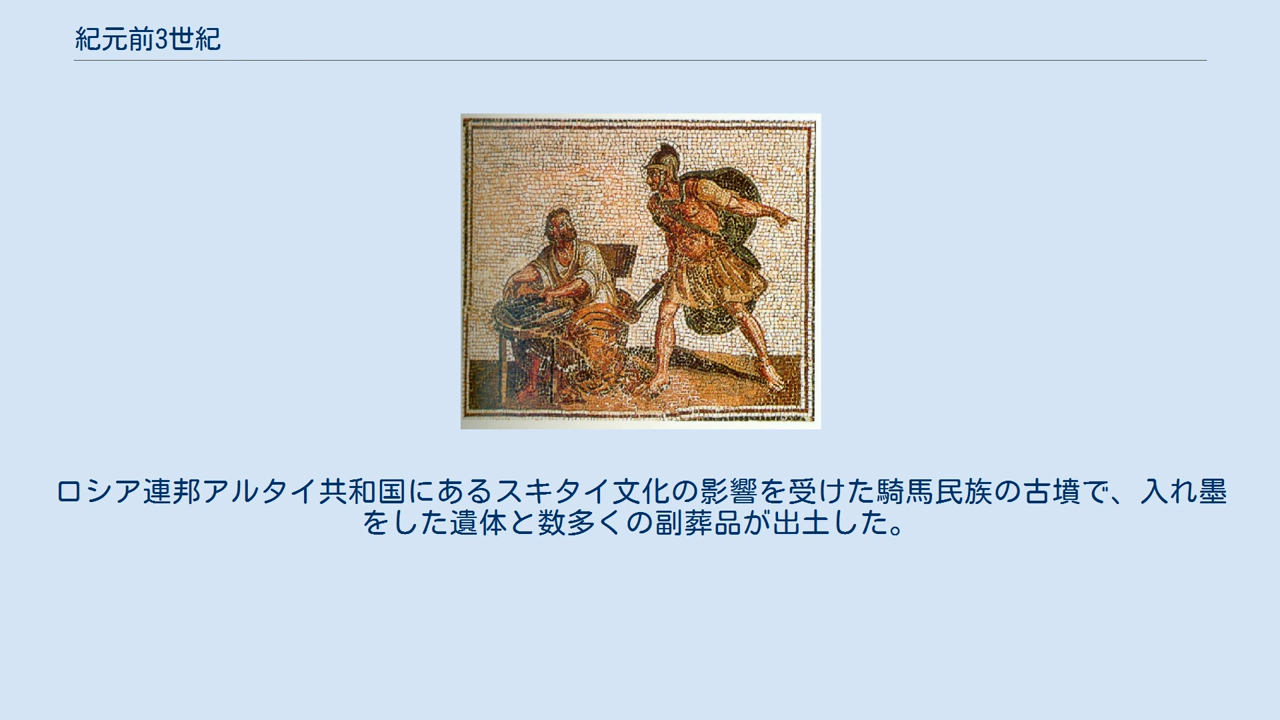 紀元前3世紀
ロシア連邦アルタイ共和国にあるスキタイ文化の影響を受けた騎馬民族の古墳で、入れ墨
をした遺体と数多くの副葬品が出土した。